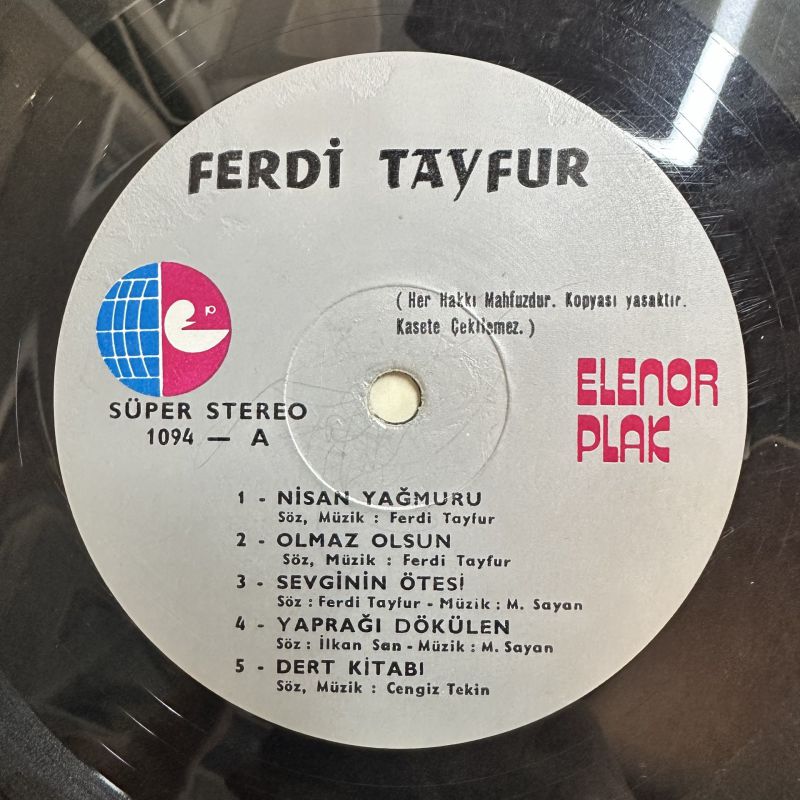 FERDİ TAYFUR
( Her Hakkı Mahfuzdur. Kopyası yasaktır.
Kasete Çekilemez. )
SÜPER STEREO
1094 — A
ELENOR
PLAK
1 - NİSAN YAĞMURU
Söz, Müzik : Ferdi Tayfur
2 - OLMAZ OLSUN
Söz, Müzik : Ferdi Tayfur
3 - SEVGİNİN ÖTESİ
Söz : Ferdi Tayfur - Müzik : M. Sayan
4 - YAPRAĞI DÖKÜLEN
Söz : İlkan San - Müzik : M. Sayan
5 - DERT KİTABI
Söz, Müzik : Cengiz Tekin